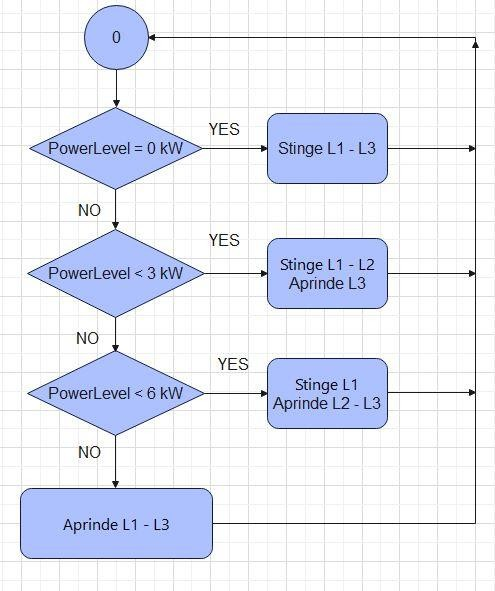 0
PowerLevel = 0 kW
YES
Stinge L1 - L3
NO
PowerLevel < 3 kW
YES
Stinge L1 - L2
Aprinde L3
NO
PowerLevel < 6 kW
YES
Stinge L1
Aprinde L2 - L3
NO
Aprinde L1 - L3